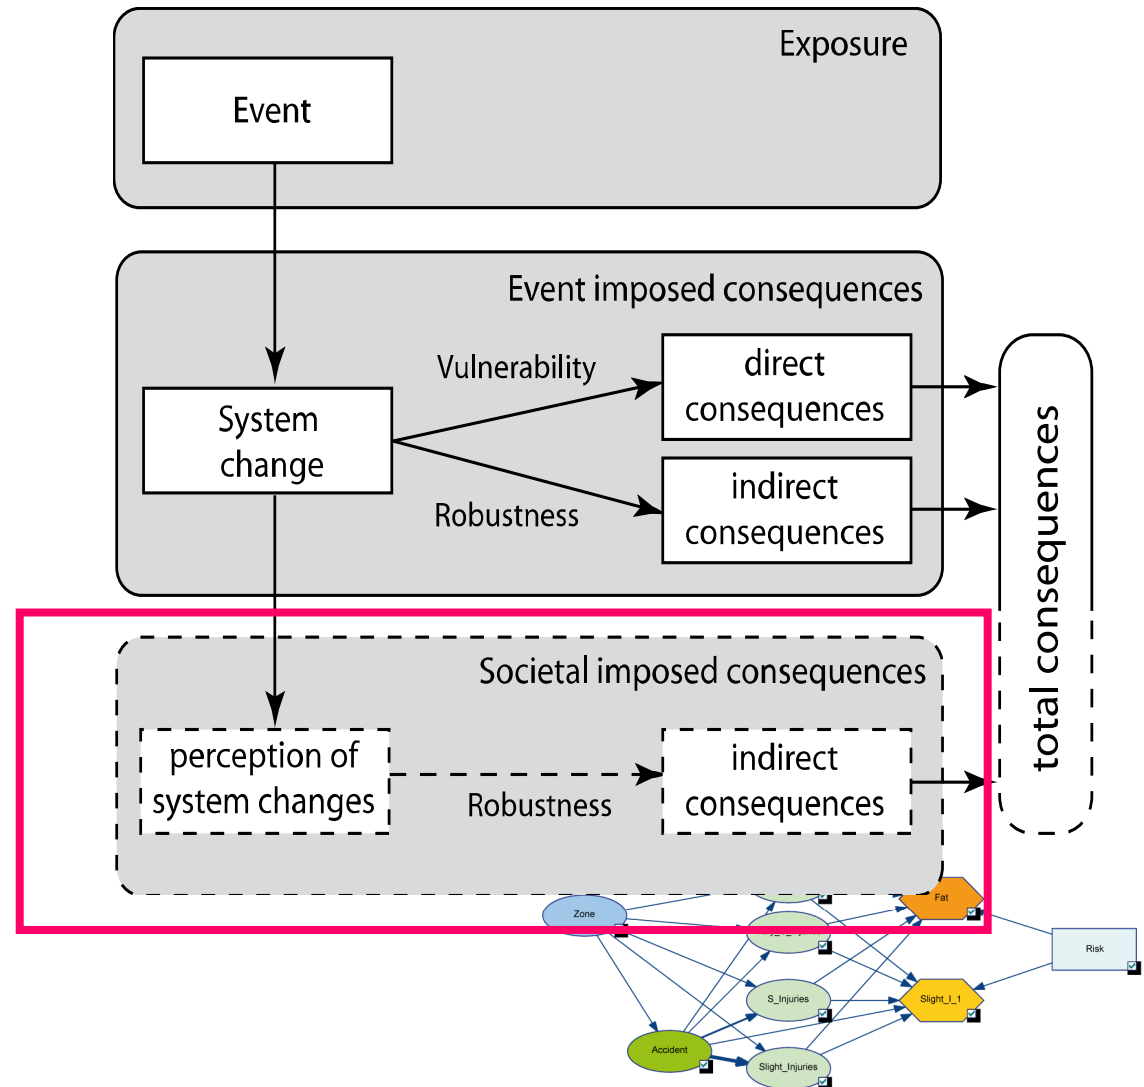 Exposure
Event
Event imposed consequences
Vulnerability
direct
consequences
System
change
Robustness
indirect
consequences
total consequences
Societal imposed consequences
perception of
system changes
Robustness
indirect
consequences
Fat
Zone
Risk
S_Injuries
Slight_I_1
Accident
Slight_Injuries